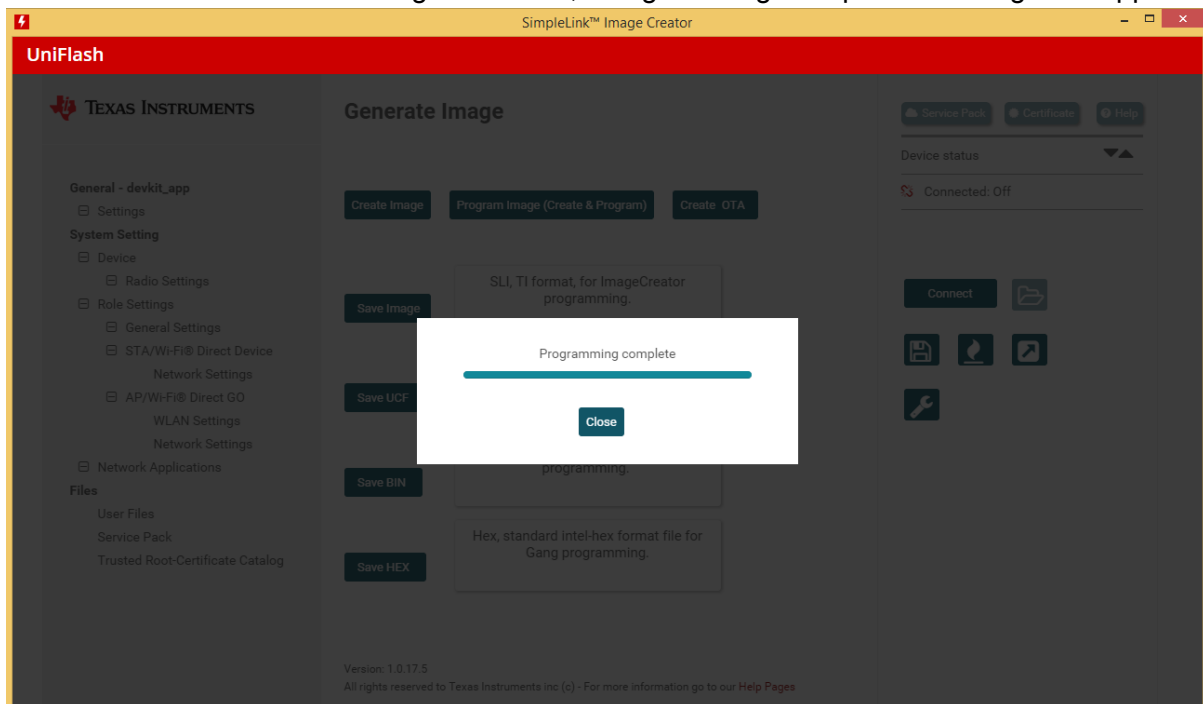 SimpleLink™ Image Creator
UniFlash
TEXAS INSTRUMENTS
Generate Image
Service Pack
Certificate
Help
Device status
General - devkit_app
Settings
System Setting
Device
Radio Settings
Role Settings
General Settings
STA/Wi-Fi® Direct Device
Network Settings
AP/Wi-Fi® Direct GO
WLAN Settings
Network Settings
Network Applications
Files
User Files
Service Pack
Trusted Root-Certificate Catalog
Create Image
Program Image (Create & Program)
Create OTA
Connected: Off
SLI, TI format, for ImageCreator
programming.
Save Image
Connect
Programming complete
Close
Save UCF
programming.
Save BIN
Hex, standard intel-hex format file for
Gang programming.
Save HEX
Version: 1.0.17.5
All rights reserved to Texas Instruments inc (c) - For more information go to our Help Pages